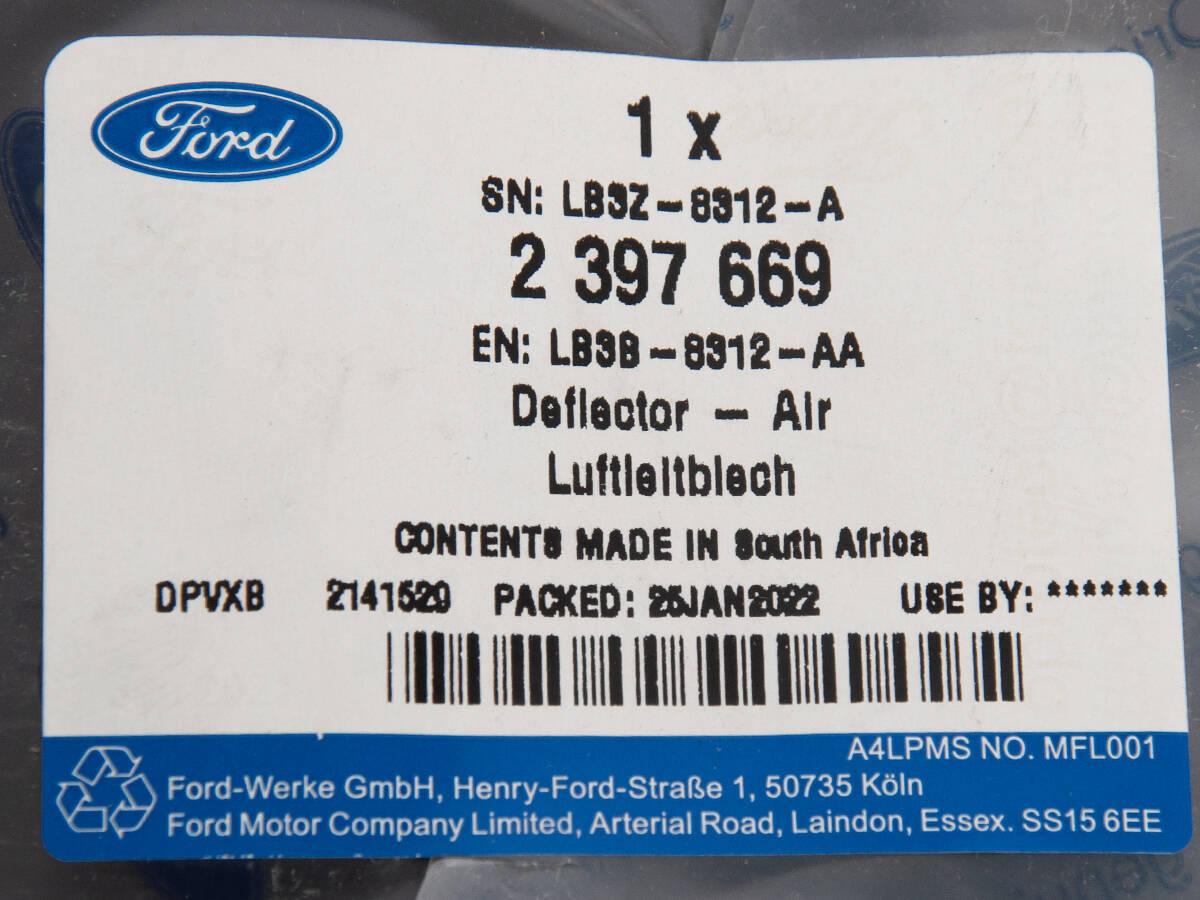 Ford
1 x
SN: LB3Z-8312-A
2 397 669
EN: LB3B-8312-AA
Deflector - Air
Luftleitblech
CONTENTS MADE IN South Africa
DPVXB 2141529 PACKED: 25JAN2022 USE BY: *******
A4LPMS NO. MFL001
Ford-Werke GmbH, Henry-Ford-Straße 1, 50735 Köln
Ford Motor Company Limited, Arterial Road, Laindon, Essex. SS15 6EE